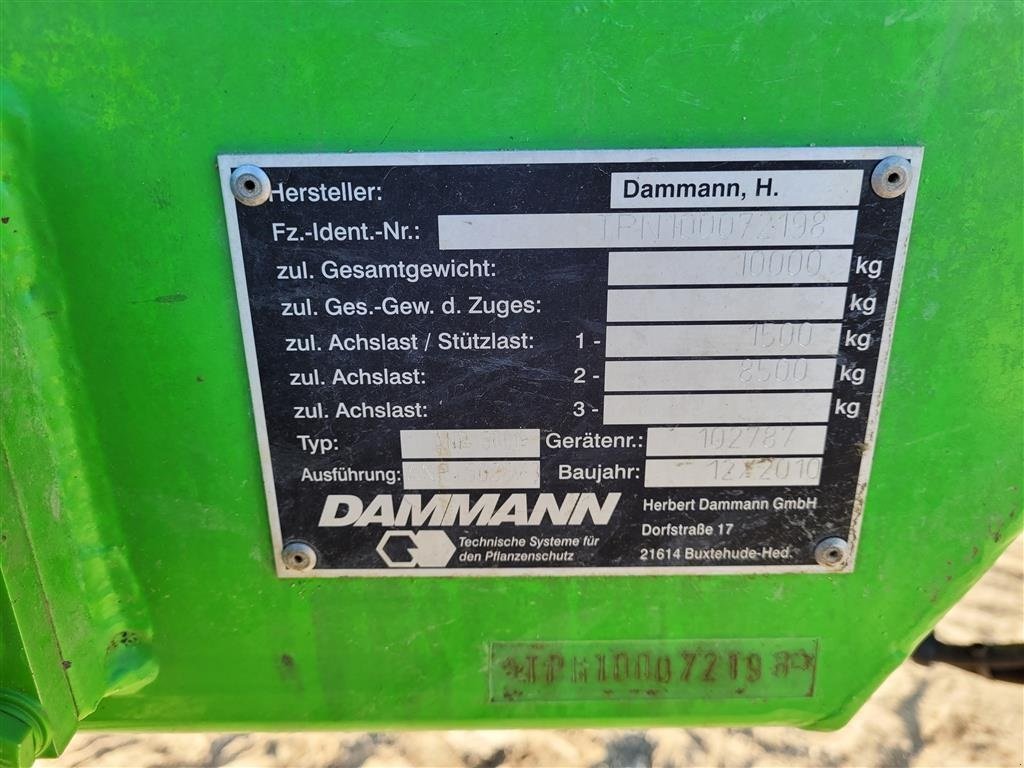 Hersteller: Dammann, H.
Fz.-Ident.-Nr.: TPN100072198
zul. Gesamtgewicht: 10000 kg
zul. Ges.-Gew. d. Zuges: kg
zul. Achslast / Stützlast: 1 - 1500 kg
zul. Achslast: 2 - 8500 kg
zul. Achslast: 3 - kg
Typ: Gerätenr.: 102787
Ausführung: Baujahr: 12/2010
DAMMANN
Technische Systeme für
den Pflanzenschutz
Herbert Dammann GmbH
Dorfstraße 17
21614 Buxtehude-Hed.
TPN100072198